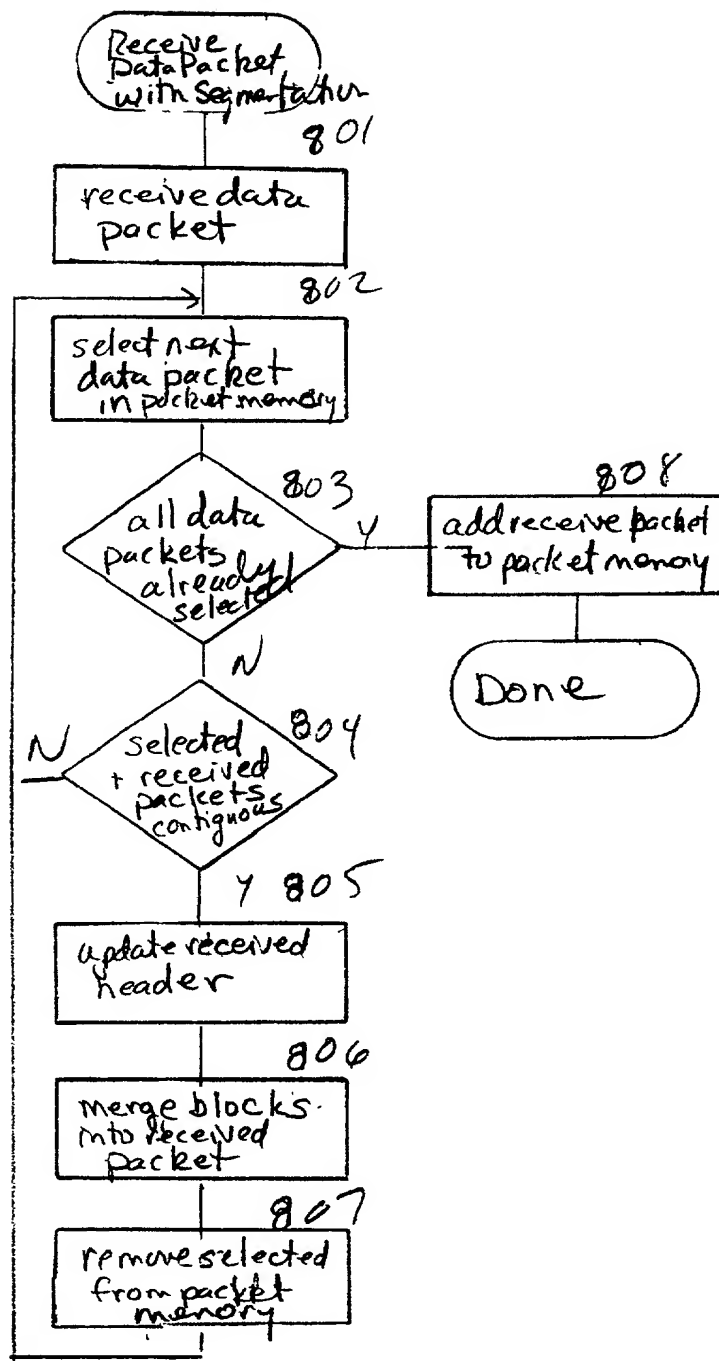 Receive
Data Packet
with Segmentation
801
receive data
packet
802
select next
data packet
in packet memory
803
all data
packets
already
selected
Y
808
add receive packet
to packet memory
Done
N
804
N
selected
+ received
packets
contiguous
Y 805
update received
header
806
merge blocks
into received
packet
807
remove selected
from packet
memory